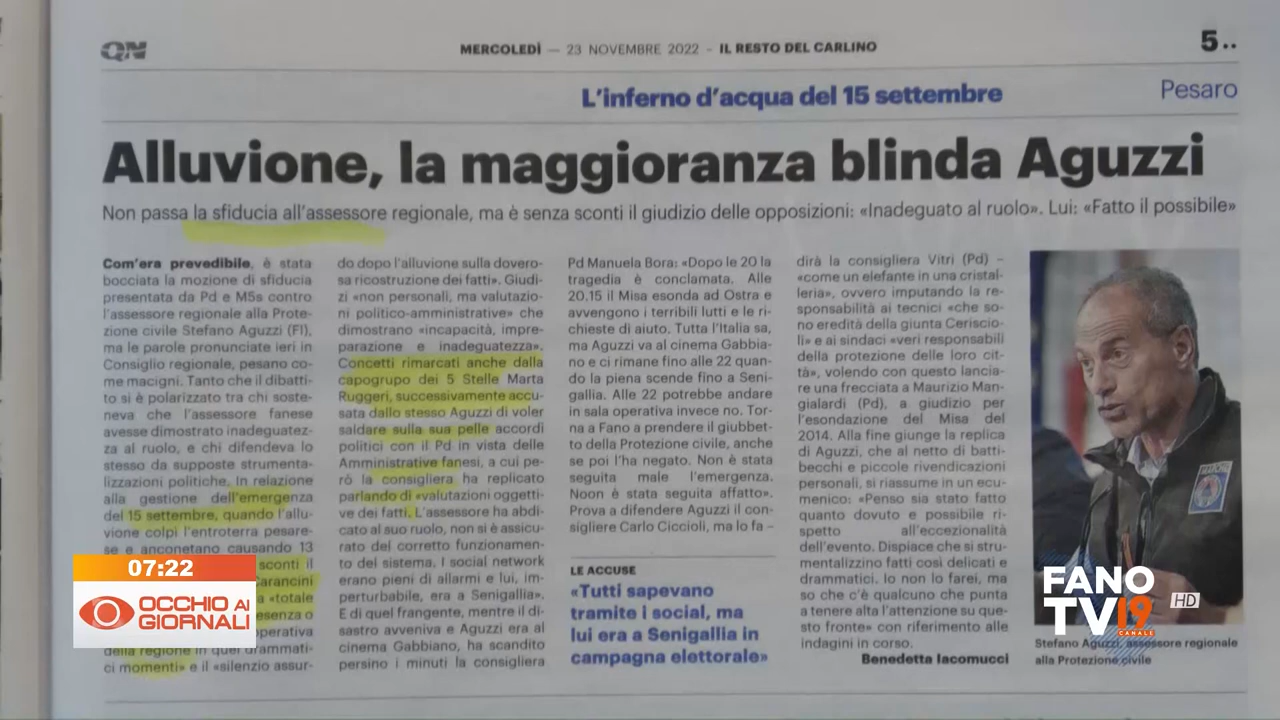 QN
MERCOLEDÌ — 23 NOVEMBRE 2022 – IL RESTO DEL CARLINO
5..
L'inferno d'acqua del 15 settembre
Pesaro
Alluvione, la maggioranza blinda Aguzzi
Non passa la sfiducia all'assessore regionale, ma è senza sconti il giudizio delle opposizioni: «Inadeguato al ruolo». Lui: «Fatto il possibile»
Com'era prevedibile, è stata
bocciata la mozione di sfiducia
presentata da Pd e M5s contro
l'assessore regionale alla Prote-
zione civile Stefano Aguzzi (FI),
ma le parole pronunciate ieri in
Consiglio regionale, pesano co-
me macigni. Tanto che il dibatti-
to si è polarizzato tra chi soste-
neva che l'assessore fanese
avesse dimostrato inadeguatez-
za al ruolo, e chi difendeva lo
stesso da supposte strumenta-
lizzazioni politiche. In relazione
alla gestione dell'emergenza
del 15 settembre, quando l'allu-
vione colpì l'entroterra pesare-
se e anconetano causando 13
sconti il
Carancini
a «totale
esenza o
operativa
della regione in quei drammati-
ci momenti» e il «silenzio assur-
do dopo l'alluvione sulla dovero-
sa ricostruzione dei fatti». Giudi-
zi «non personali, ma valutazio-
ni politico-amministrative» che
dimostrano «incapacità, impre-
parazione e inadeguatezza».
Concetti rimarcati anche dalla
capogrupo dei 5 Stelle Marta
Ruggeri, successivamente accu-
sata dallo stesso Aguzzi di voler
saldare sulla sua pelle accordi
politici con il Pd in vista delle
Amministrative fanesi, a cui pe-
rò la consigliera ha replicato
parlando di «valutazioni oggetti-
ve dei fatti. L'assessore ha abdi-
cato al suo ruolo, non si è assicu-
rato del corretto funzionamen-
to del sistema. I social network
erano pieni di allarmi e lui, im-
perturbabile, era a Senigallia».
E di quel frangente, mentre il di-
sastro avveniva e Aguzzi era al
cinema Gabbiano, ha scandito
persino i minuti la consigliera
Pd Manuela Bora: «Dopo le 20 la
tragedia è conclamata. Alle
20.15 il Misa esonda ad Ostra e
avvengono i terribili lutti e le ri-
chieste di aiuto. Tutta l'Italia sa,
ma Aguzzi va al cinema Gabbia-
no e ci rimane fino alle 22 quan-
do la piena scende fino a Seni-
gallia. Alle 22 potrebbe andare
in sala operativa invece no. Tor-
na a Fano a prendere il giubbet-
to della Protezione civile, anche
se poi l'ha negato. Non è stata
seguita male l'emergenza.
Noon è stata seguita affatto».
Prova a difendere Aguzzi il con-
sigliere Carlo Ciccioli, ma lo fa –
LE ACCUSE
«Tutti sapevano
tramite i social, ma
lui era a Senigallia in
campagna elettorale»
dirà la consigliera Vitri (Pd) –
«come un elefante in una cristal-
leria», ovvero imputando la re-
sponsabilità ai tecnici «che so-
no eredità della giunta Ceriscio-
li» e ai sindaci «veri responsabili
della protezione delle loro cit-
tà», volendo con questo lancia-
re una frecciata a Maurizio Man-
gialardi (Pd), a giudizio per
l'esondazione del Misa del
2014. Alla fine giunge la replica
di Aguzzi, che al netto di batti-
becchi e piccole rivendicazioni
personali, si riassume in un ecu-
menico: «Penso sia stato fatto
quanto dovuto e possibile ri-
spetto all'eccezionalità
dell'evento. Dispiace che si stru-
mentalizzino fatti così delicati e
drammatici. Io non lo farei, ma
so che c'è qualcuno che punta
a tenere alta l'attenzione su que-
sto fronte» con riferimento alle
indagini in corso.
Benedetta Iacomucci
MARCHE
Stefano Aguzzi, assessore regionale
alla Protezione civile
07:22
OCCHIO AI
GIORNALI
FANO
TV19
CANALE
HD